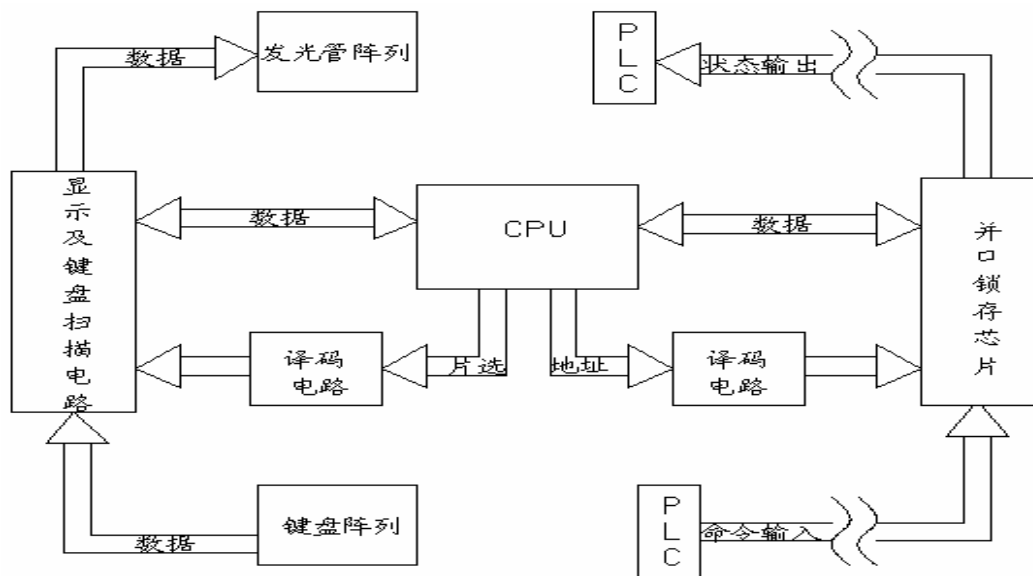 数据
发光管阵列
PLC
状态输出
显示及键盘扫描电路
数据
CPU
数据
并口锁存芯片
译码
电路
片选
地址
译码
电路
键盘阵列
数据
PLC
命令输入